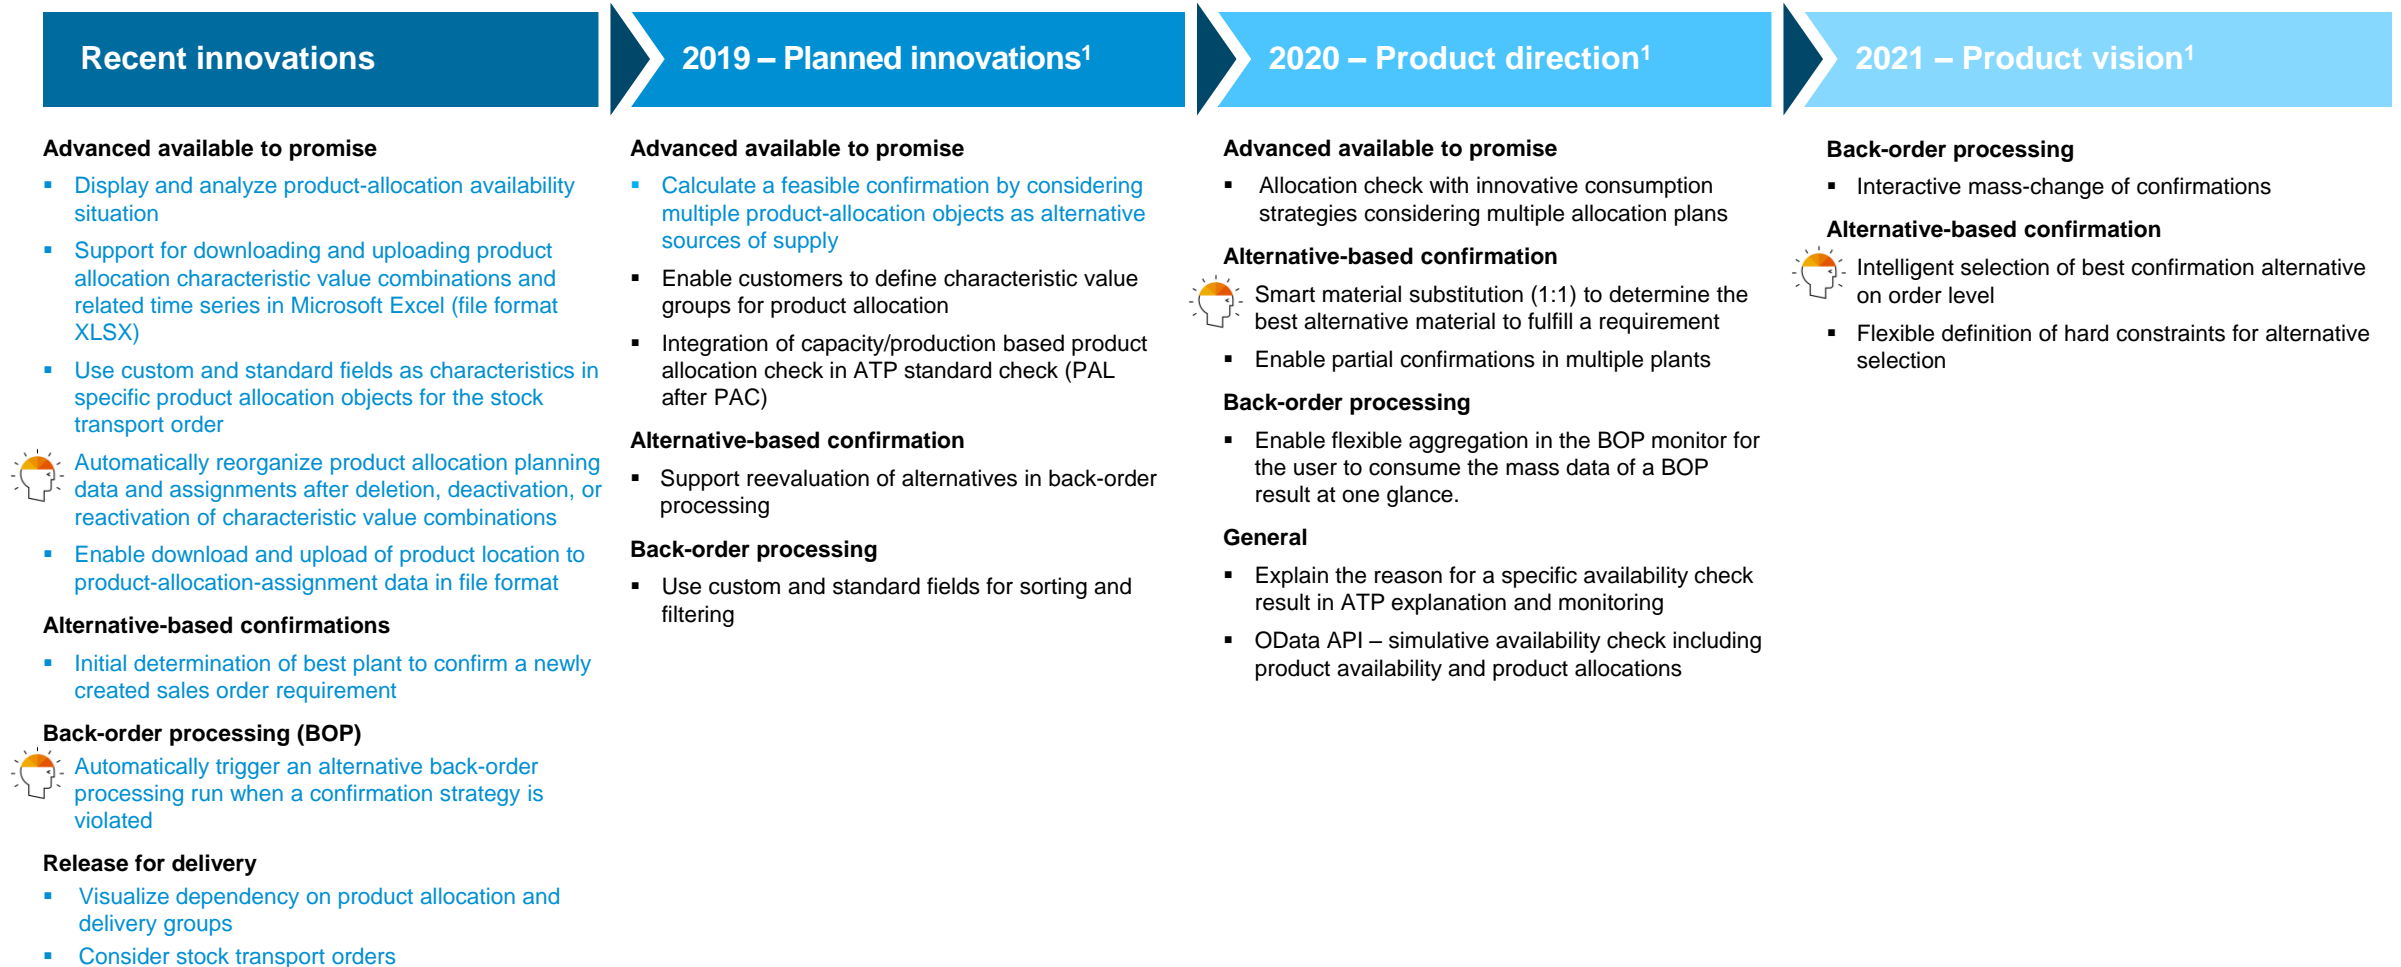 Recent innovations
Advanced available to promise
▪ Display and analyze product-allocation availability
situation
▪ Support for downloading and uploading product
allocation characteristic value combinations and
related time series in Microsoft Excel (file format
XLSX)
▪ Use custom and standard fields as characteristics in
specific product allocation objects for the stock
transport order
Automatically reorganize product allocation planning
data and assignments after deletion, deactivation, or
reactivation of characteristic value combinations
▪ Enable download and upload of product location to
product-allocation-assignment data in file format
Alternative-based confirmations
▪ Initial determination of best plant to confirm a newly
created sales order requirement
Back-order processing (BOP)
Automatically trigger an alternative back-order
processing run when a confirmation strategy is
violated
Release for delivery
▪ Visualize dependency on product allocation and
delivery groups
▪ Consider stock transport orders
2019 – Planned innovations¹
Advanced available to promise
▪ Calculate a feasible confirmation by considering
multiple product-allocation objects as alternative
sources of supply
▪ Enable customers to define characteristic value
groups for product allocation
▪ Integration of capacity/production based product
allocation check in ATP standard check (PAL
after PAC)
Alternative-based confirmation
▪ Support reevaluation of alternatives in back-order
processing
Back-order processing
▪ Use custom and standard fields for sorting and
filtering
2020 – Product direction¹
Advanced available to promise
▪ Allocation check with innovative consumption
strategies considering multiple allocation plans
Alternative-based confirmation
Smart material substitution (1:1) to determine the
best alternative material to fulfill a requirement
▪ Enable partial confirmations in multiple plants
Back-order processing
▪ Enable flexible aggregation in the BOP monitor for
the user to consume the mass data of a BOP
result at one glance.
General
▪ Explain the reason for a specific availability check
result in ATP explanation and monitoring
▪ OData API – simulative availability check including
product availability and product allocations
2021 – Product vision¹
Back-order processing
▪ Interactive mass-change of confirmations
Alternative-based confirmation
Intelligent selection of best confirmation alternative
on order level
▪ Flexible definition of hard constraints for alternative
selection